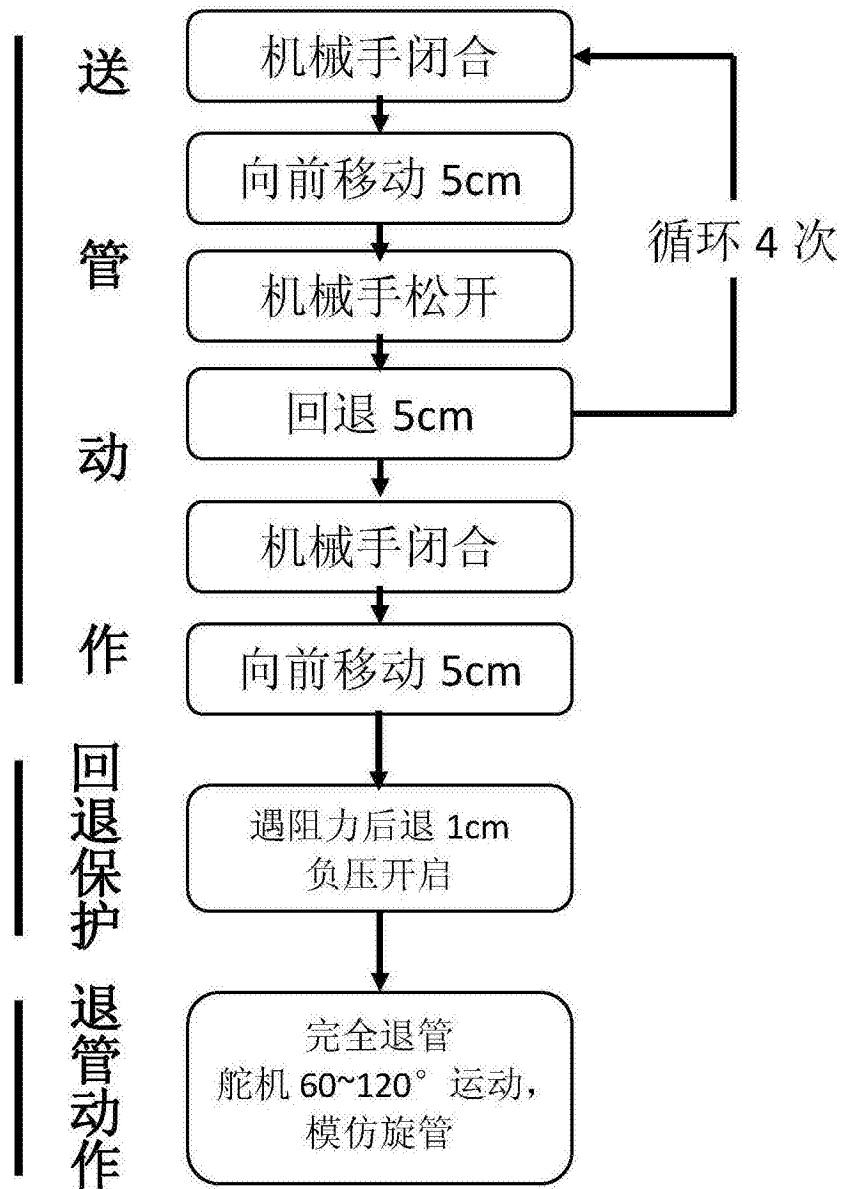 送管动作
机械手闭合
向前移动 5cm
机械手松开
回退 5cm
循环 4 次
机械手闭合
向前移动 5cm
回退保护
遇阻力后退 1cm
负压开启
退管动作
完全退管
舵机 60~120° 运动，
模仿旋管